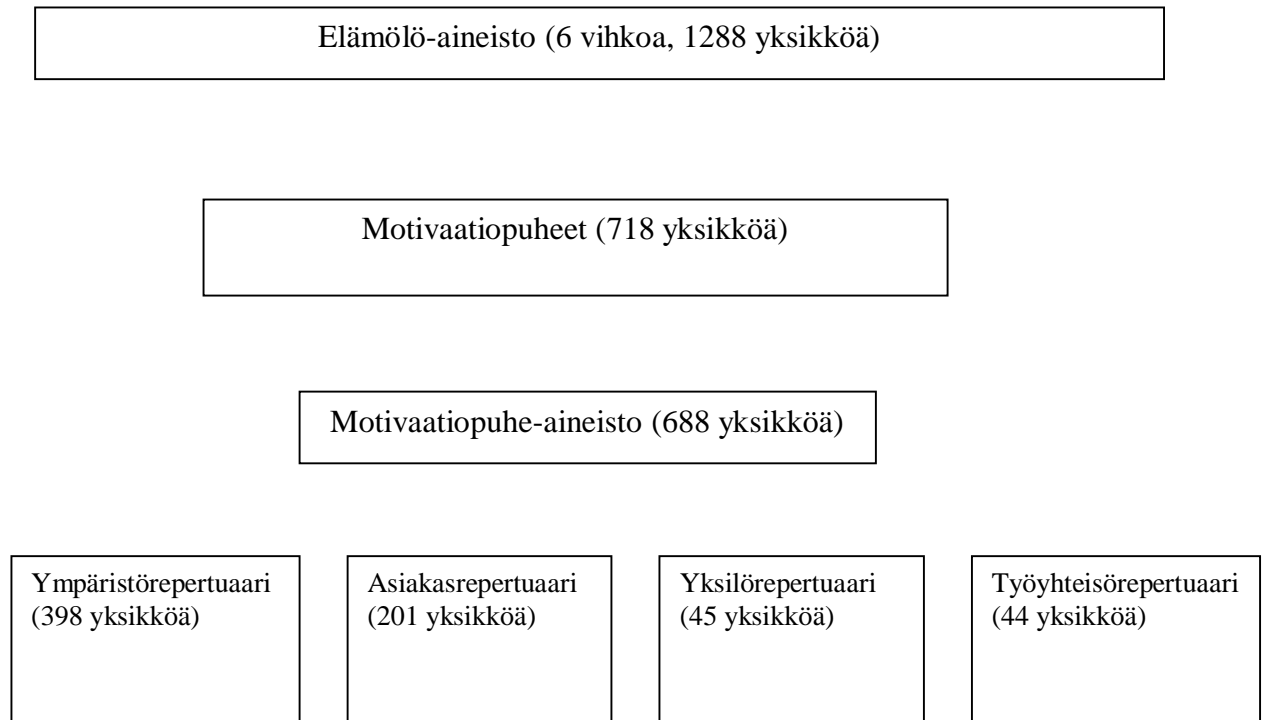 Elämölö-aineisto (6 vihkoa, 1288 yksikköä)
Motivaatiopuheet (718 yksikköä)
Motivaatiopuhe-aineisto (688 yksikköä)
Ympäristörepertuaari
(398 yksikköä)
Asiakasrepertuaari
(201 yksikköä)
Yksilörepertuaari
(45 yksikköä)
Työyhteisörepertuaari
(44 yksikköä)